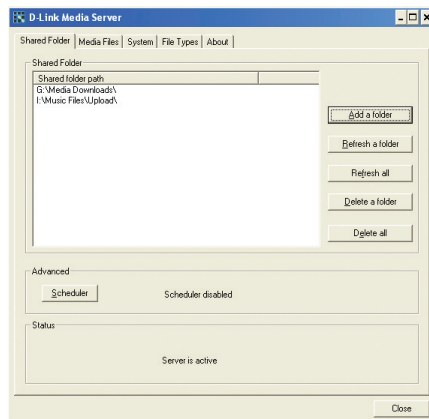 D-Link Media Server
Shared Folder Media Files System File Types About
Shared Folder
Shared folder path
G:\Media Downloads\
I:\Music Files\Upload\
Add a folder
Refresh a folder
Refresh all
Delete a folder
Delete all
Advanced
Scheduler Scheduler disabled
Status
Server is active
Close